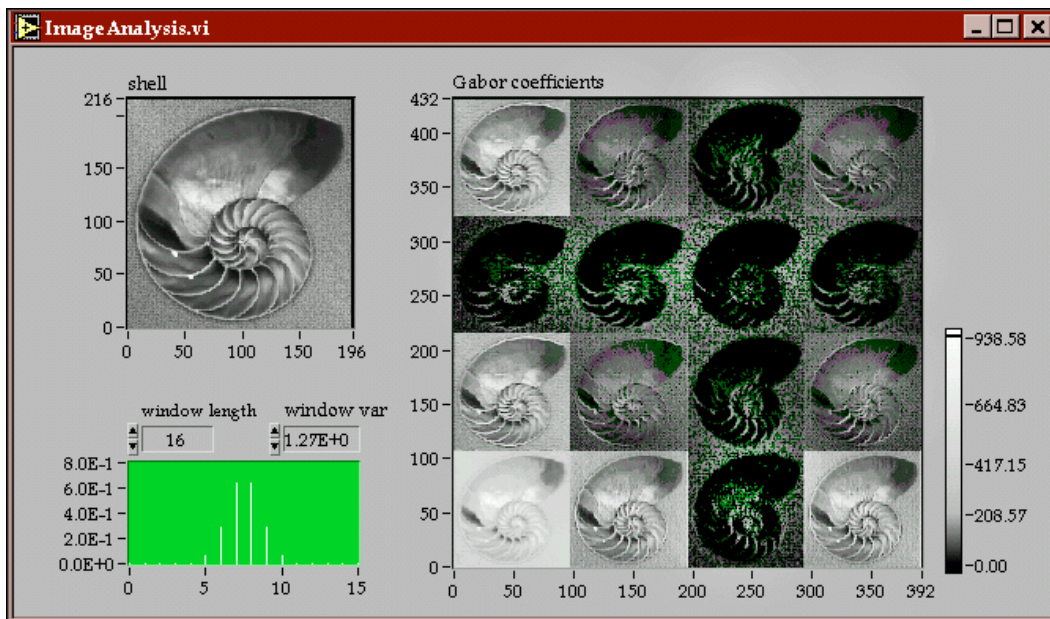 ImageAnalysis.vi
shell
216
150
100
50
0
0 50 100 150 196
Gabor coefficients
432
400
350
300
250
200
150
100
50
0
0 50 100 150 200 250 300 350 392
938.58
664.83
417.15
208.57
0.00
window length
16
window var
1.27E+0
8.0E-1
6.0E-1
4.0E-1
2.0E-1
0.0E+0
0 5 10 15